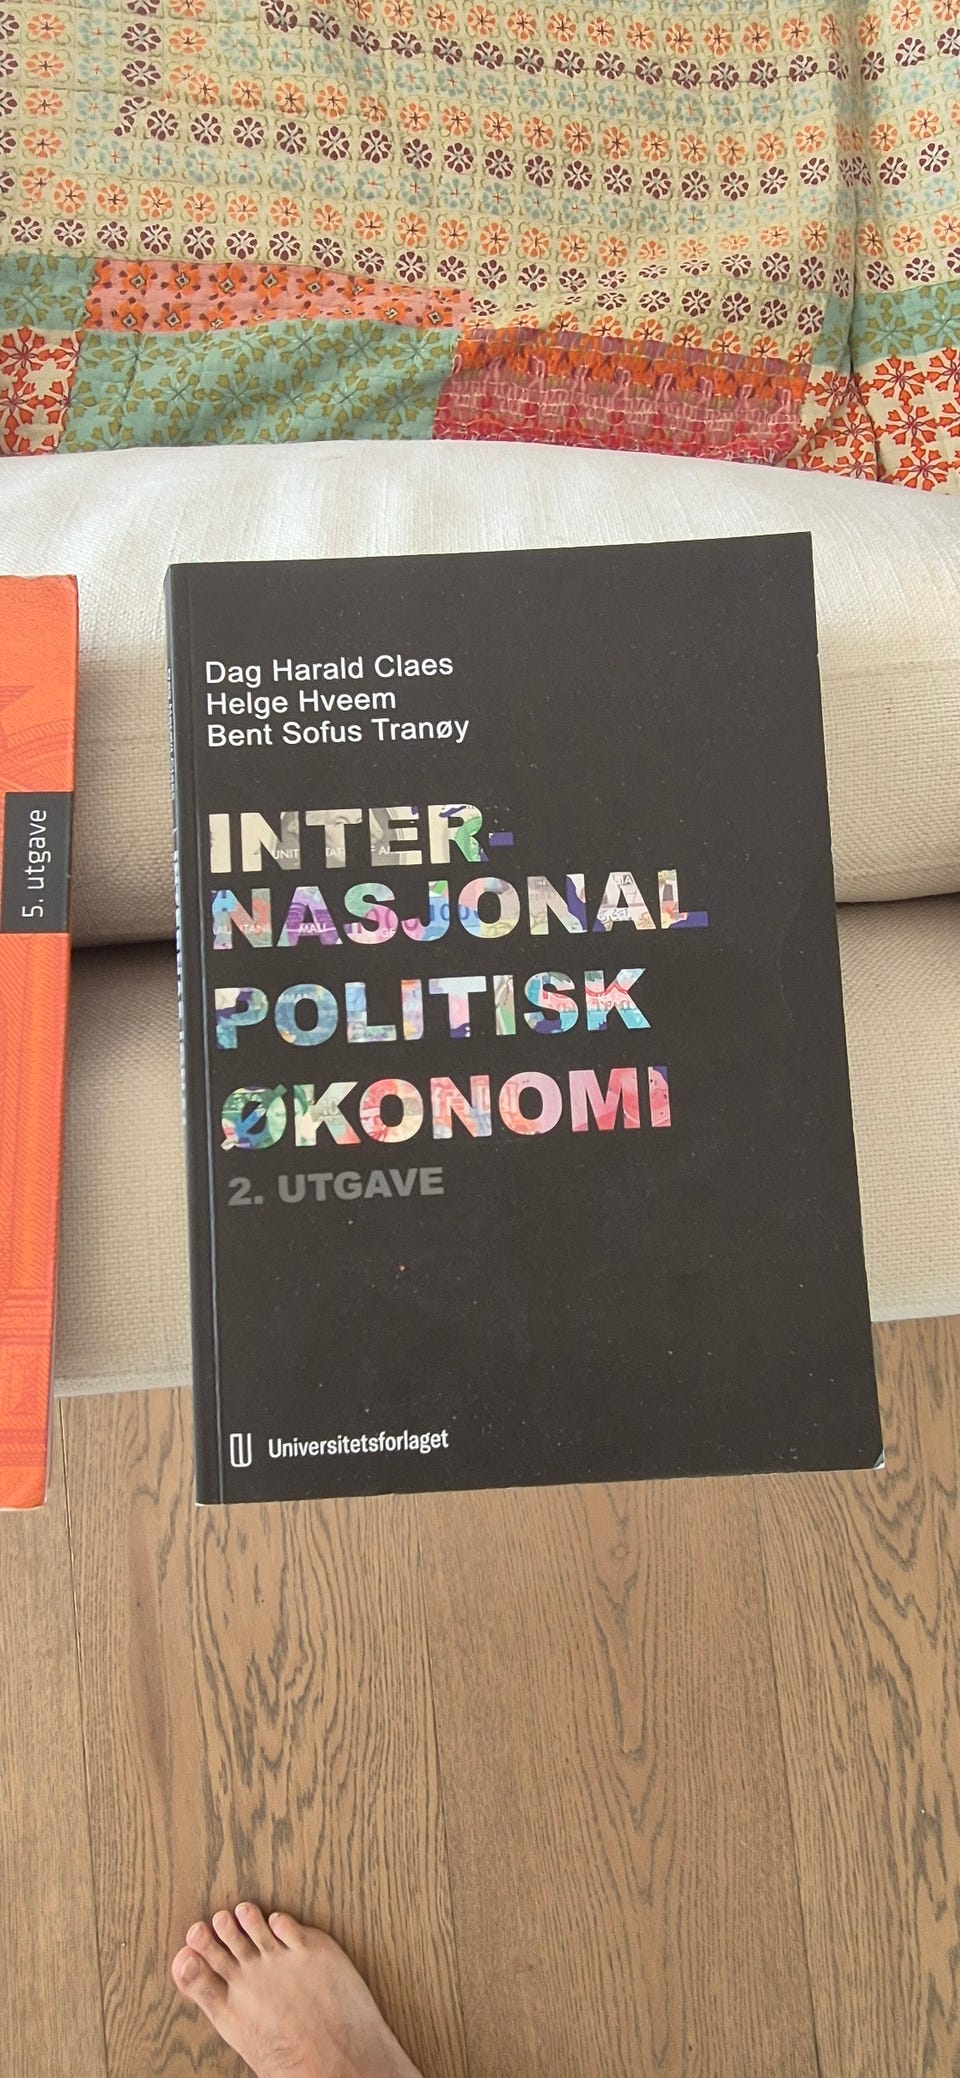 5. utgave
Dag Harald Claes
Helge Hveem
Bent Sofus Tranøy
INTER-
NASJONAL
POLITISK
ØKONOMI
2. UTGAVE
Universitetsforlaget